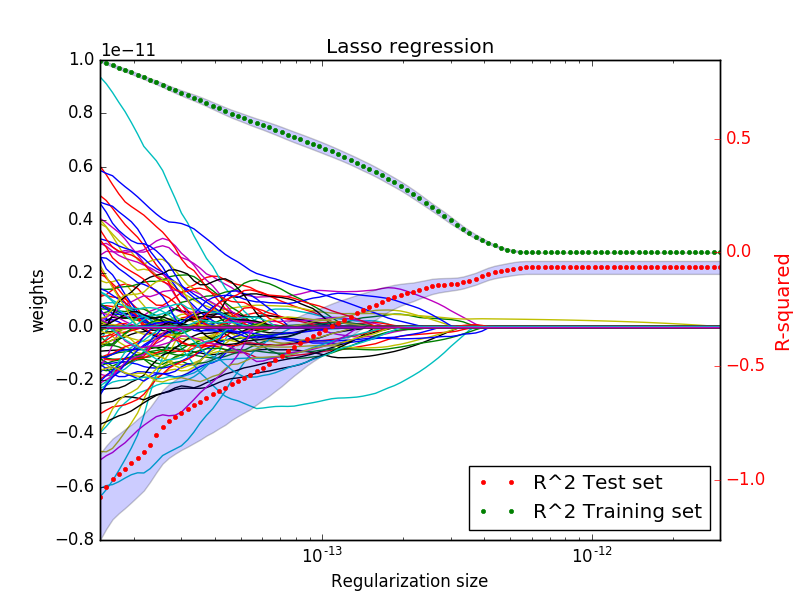 Lasso regression
1e−11
1.0
0.8
0.6
0.4
0.2
0.0
−0.2
−0.4
−0.6
−0.8
weights
0.5
0.0
−0.5
−1.0
R-squared
R^2 Test set
R^2 Training set
10^-13
10^-12
Regularization size